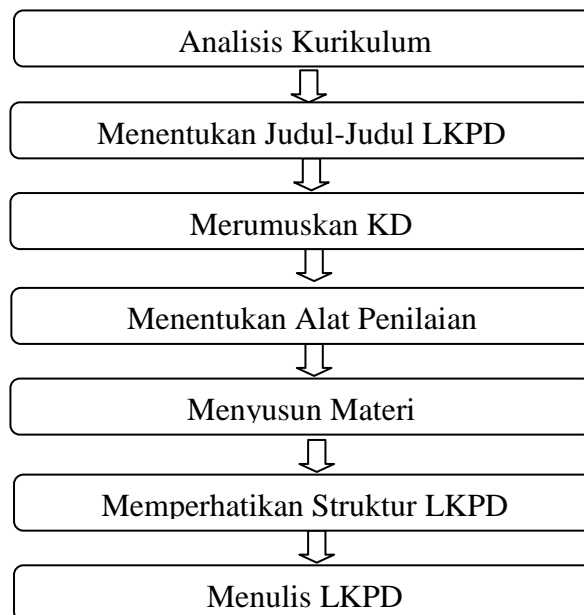 Analisis Kurikulum
Menentukan Judul-Judul LKPD
Merumuskan KD
Menentukan Alat Penilaian
Menyusun Materi
Memperhatikan Struktur LKPD
Menulis LKPD